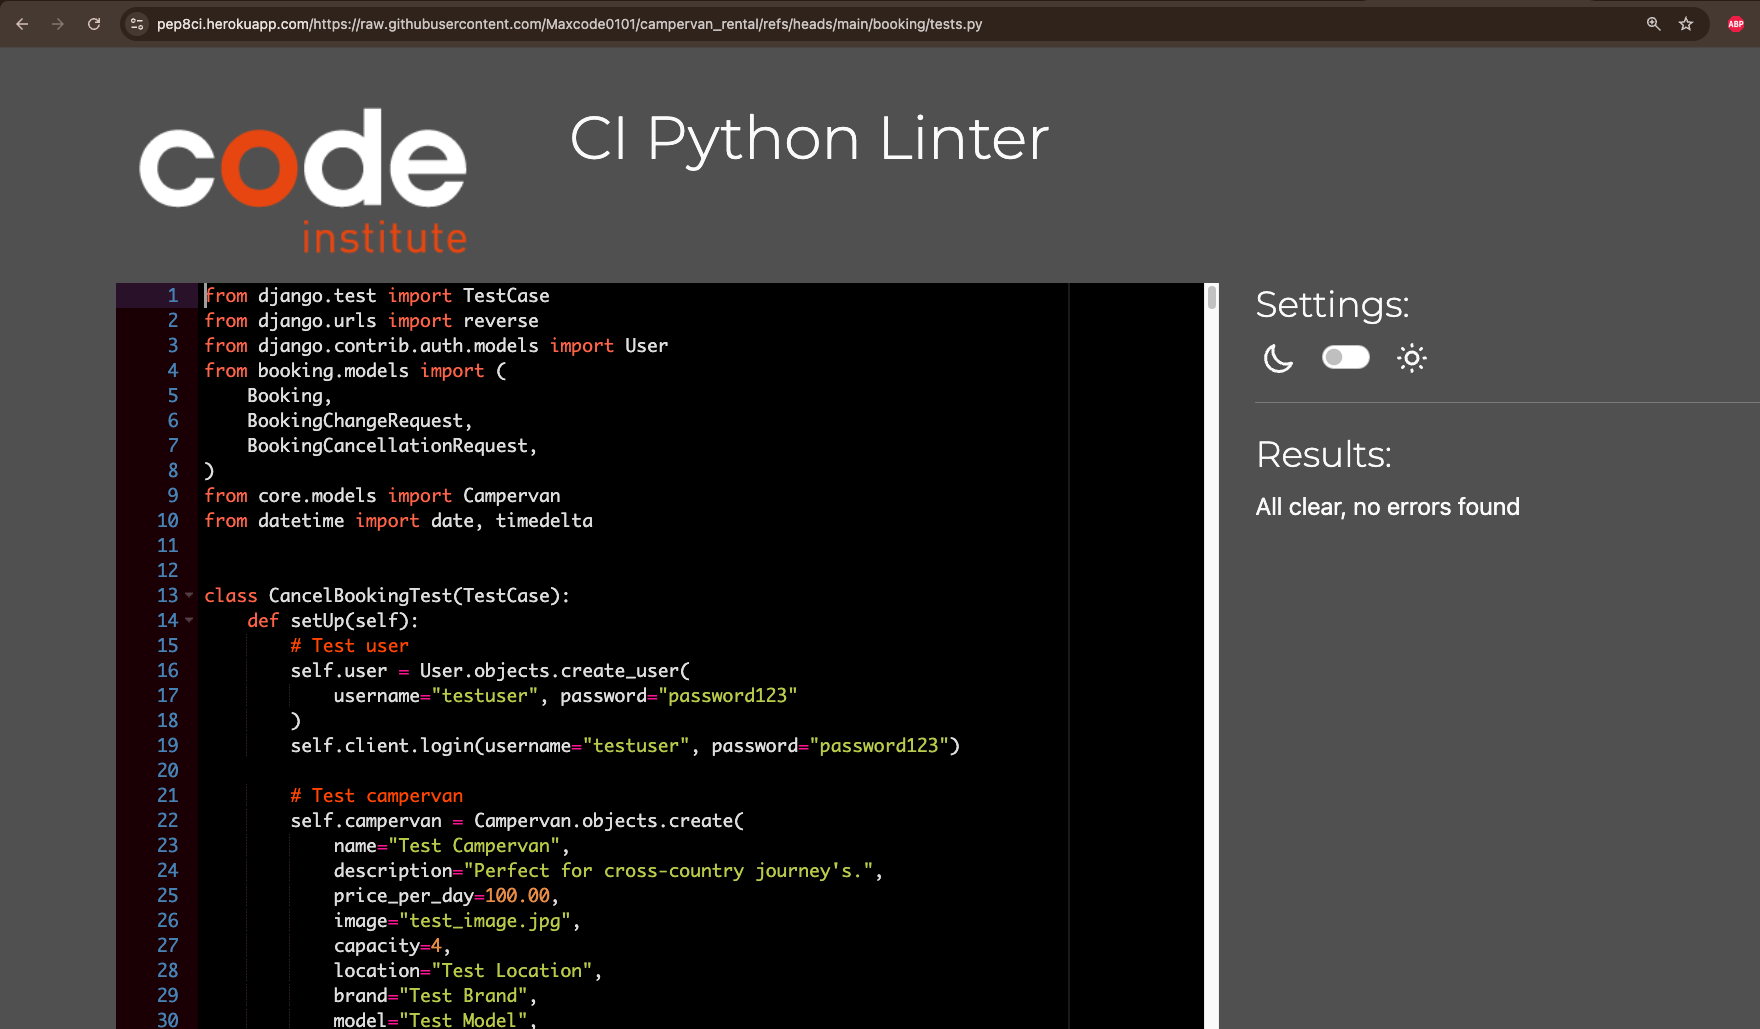 pep8ci.herokuapp.com/https://raw.githubusercontent.com/Maxcode0101/campervan_rental/refs/heads/main/booking/tests.py
ABP
code
institute
CI Python Linter
1 from django.test import TestCase
2 from django.urls import reverse
3 from django.contrib.auth.models import User
4 from booking.models import (
5     Booking,
6     BookingChangeRequest,
7     BookingCancellationRequest,
8 )
9 from core.models import Campervan
10 from datetime import date, timedelta
11
12
13 class CancelBookingTest(TestCase):
14     def setUp(self):
15         # Test user
16         self.user = User.objects.create_user(
17             username="testuser", password="password123"
18         )
19         self.client.login(username="testuser", password="password123")
20
21         # Test campervan
22         self.campervan = Campervan.objects.create(
23             name="Test Campervan",
24             description="Perfect for cross-country journey's.",
25             price_per_day=100.00,
26             image="test_image.jpg",
27             capacity=4,
28             location="Test Location",
29             brand="Test Brand",
30             model="Test Model",
Settings:
Results:
All clear, no errors found